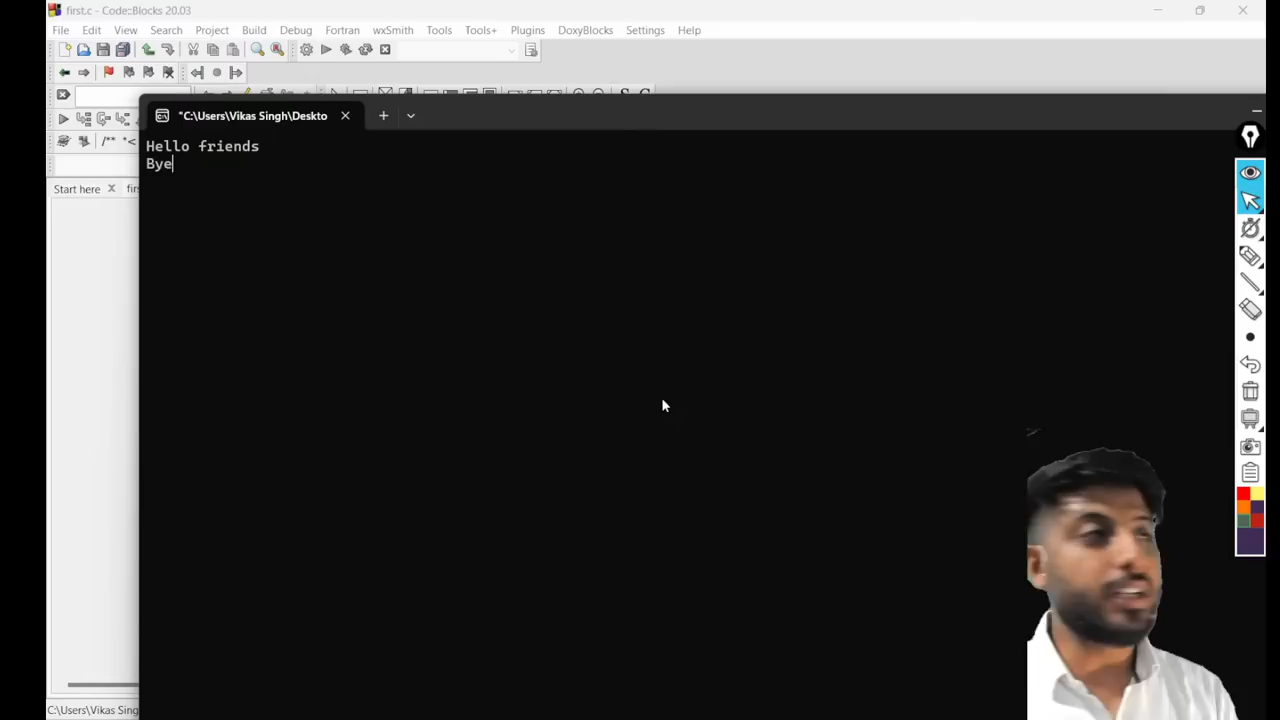 first.c - Code::Blocks 20.03
File Edit View Search Project Build Debug Fortran wxSmith Tools Tools+ Plugins DoxyBlocks Settings Help
/** *<
*C:\Users\Vikas Singh\Deskto
Hello friends
Bye
Start here
C:\Users\Vikas Sing